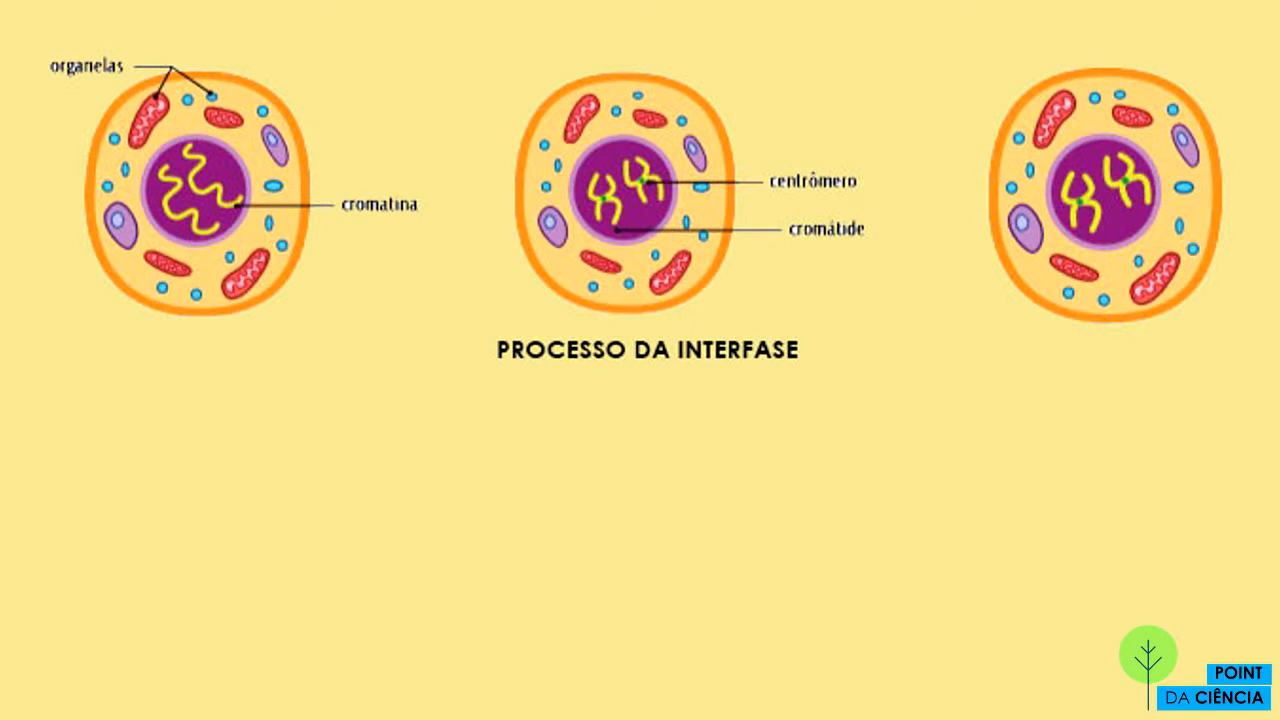 organelas
cromatina
centrômero
cromátide
PROCESSO DA INTERFASE
POINT
DA CIÊNCIA